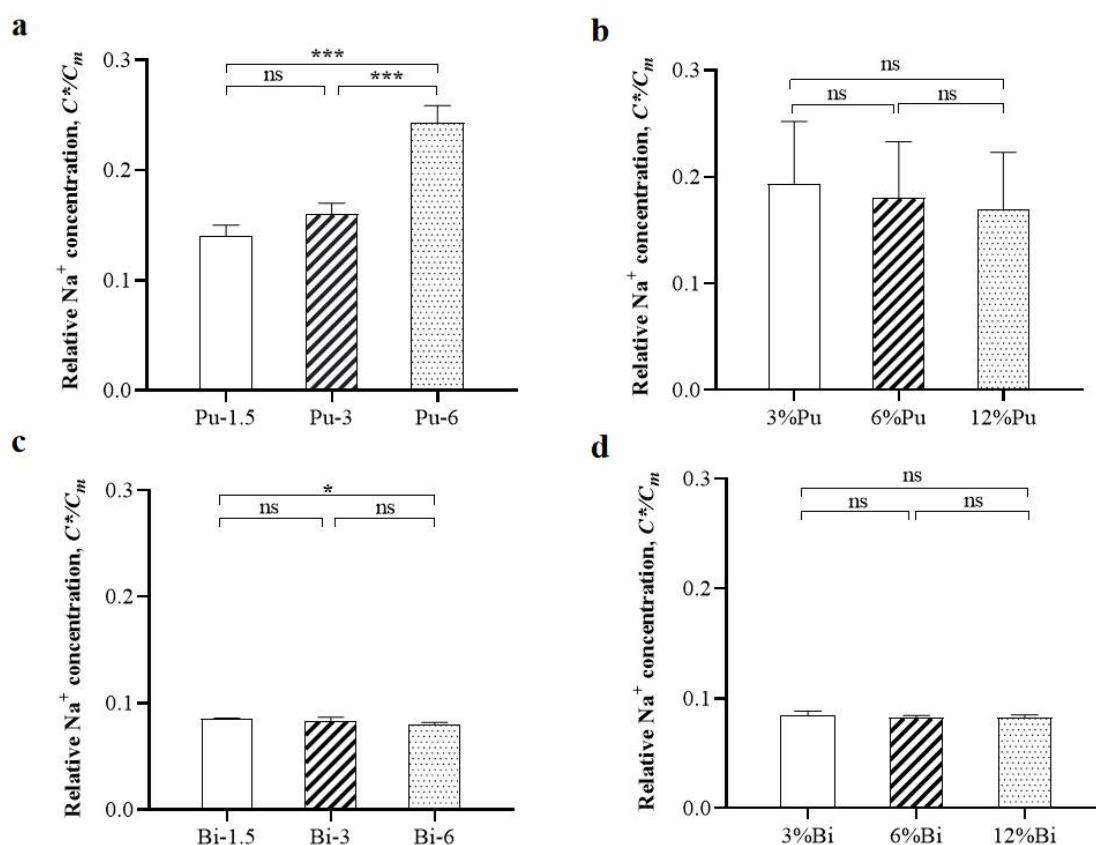 a
Relative Na⁺ concentration, C*/Cₘ
0.3
0.2
0.1
0.0
***
ns
***
Pu-1.5
Pu-3
Pu-6
b
Relative Na⁺ concentration, C*/Cₘ
0.3
0.2
0.1
0.0
ns
ns
ns
3%Pu
6%Pu
12%Pu
c
Relative Na⁺ concentration, C*/Cₘ
0.3
0.2
0.1
0.0
*
ns
ns
Bi-1.5
Bi-3
Bi-6
d
Relative Na⁺ concentration, C*/Cₘ
0.3
0.2
0.1
0.0
ns
ns
ns
3%Bi
6%Bi
12%Bi